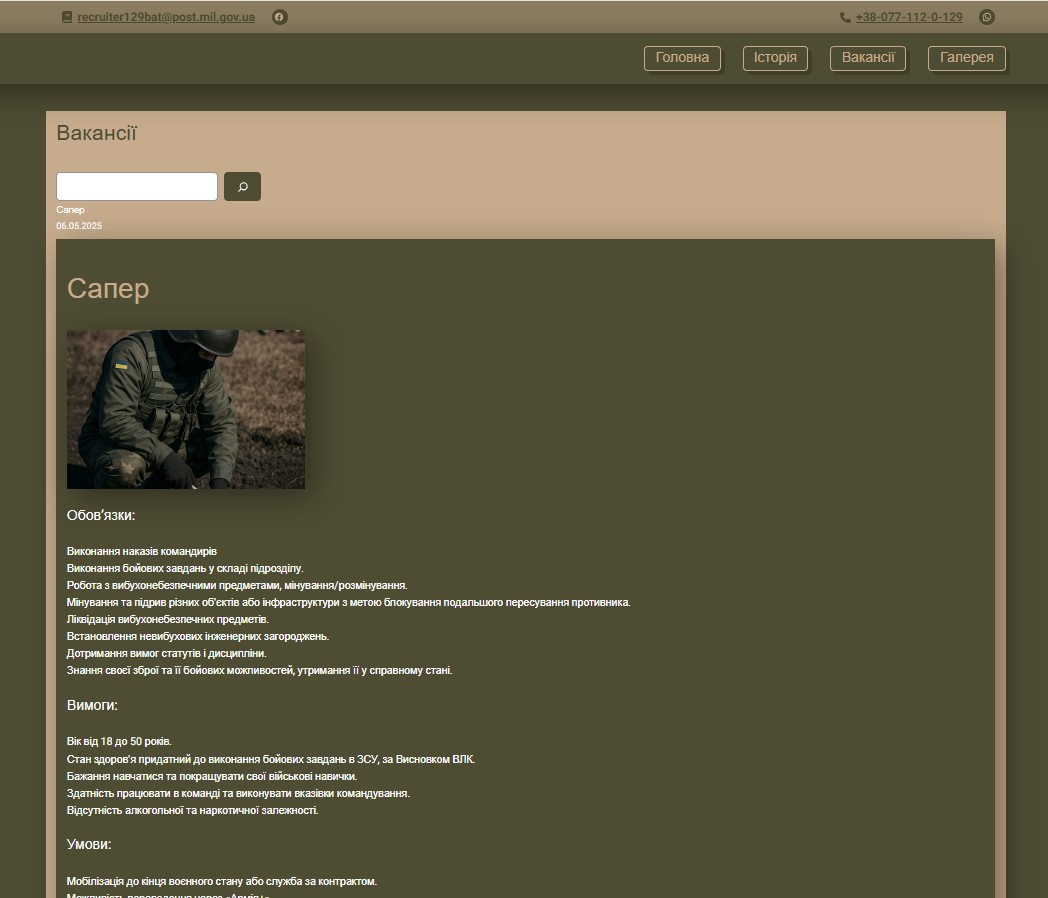 recruiter129bat@post.mil.gov.ua
+38-077-112-0-129
Головна
Історія
Вакансії
Галерея
Вакансії
Сапер
06.05.2025
Сапер
Обов’язки:
Виконання наказів командирів
Виконання бойових завдань у складі підрозділу.
Робота з вибухонебезпечними предметами, мінування/розмінування.
Мінування та підрив різних об’єктів або інфраструктури з метою блокування подальшого пересування противника.
Ліквідація вибухонебезпечних предметів.
Встановлення невибухових інженерних загороджень.
Дотримання вимог статутів і дисципліни.
Знання своєї зброї та її бойових можливостей, утримання її у справному стані.
Вимоги:
Вік від 18 до 50 років.
Стан здоров’я придатний до виконання бойових завдань в ЗСУ, за Висновком ВЛК.
Бажання навчатися та покращувати свої військові навички.
Здатність працювати в команді та виконувати вказівки командування.
Відсутність алкогольної та наркотичної залежності.
Умови:
Мобілізація до кінця воєнного стану або служба за контрактом.